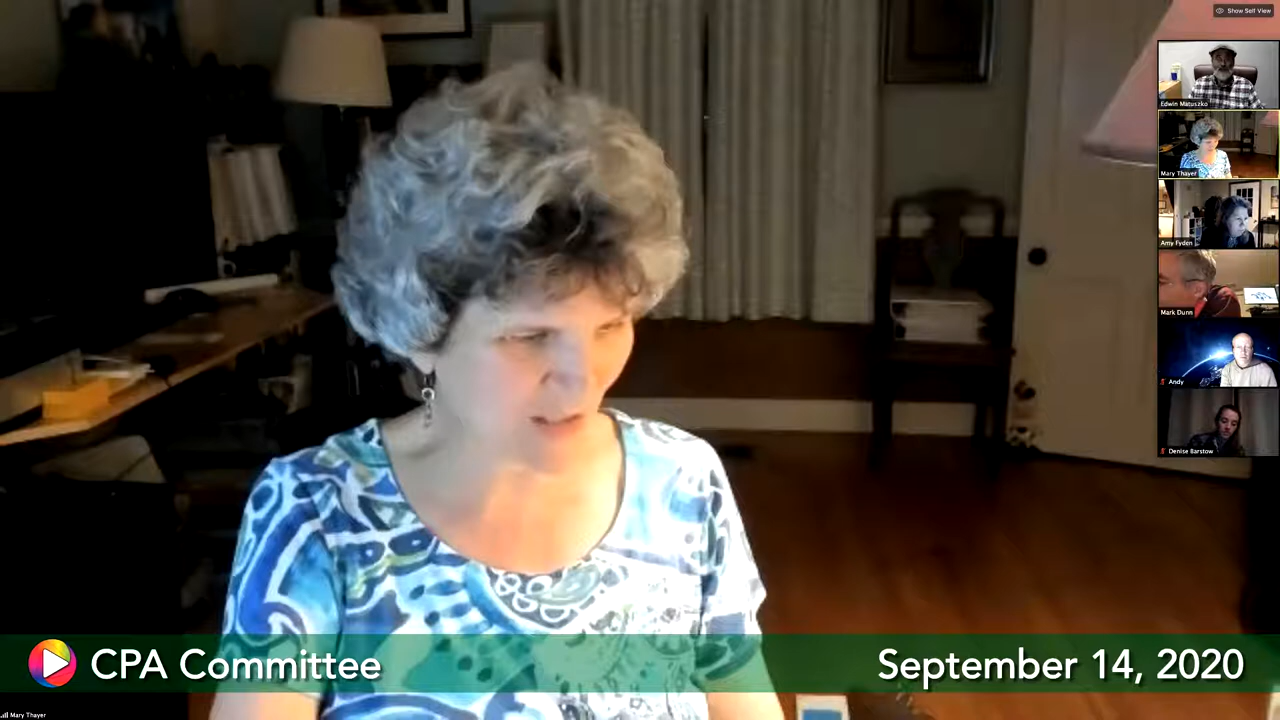 Show Self View
Edwin Matuszko
Mary Thayer
Amy Fyden
Mark Dunn
Andy
Denise Barstow
CPA Committee
September 14, 2020
Mary Thayer